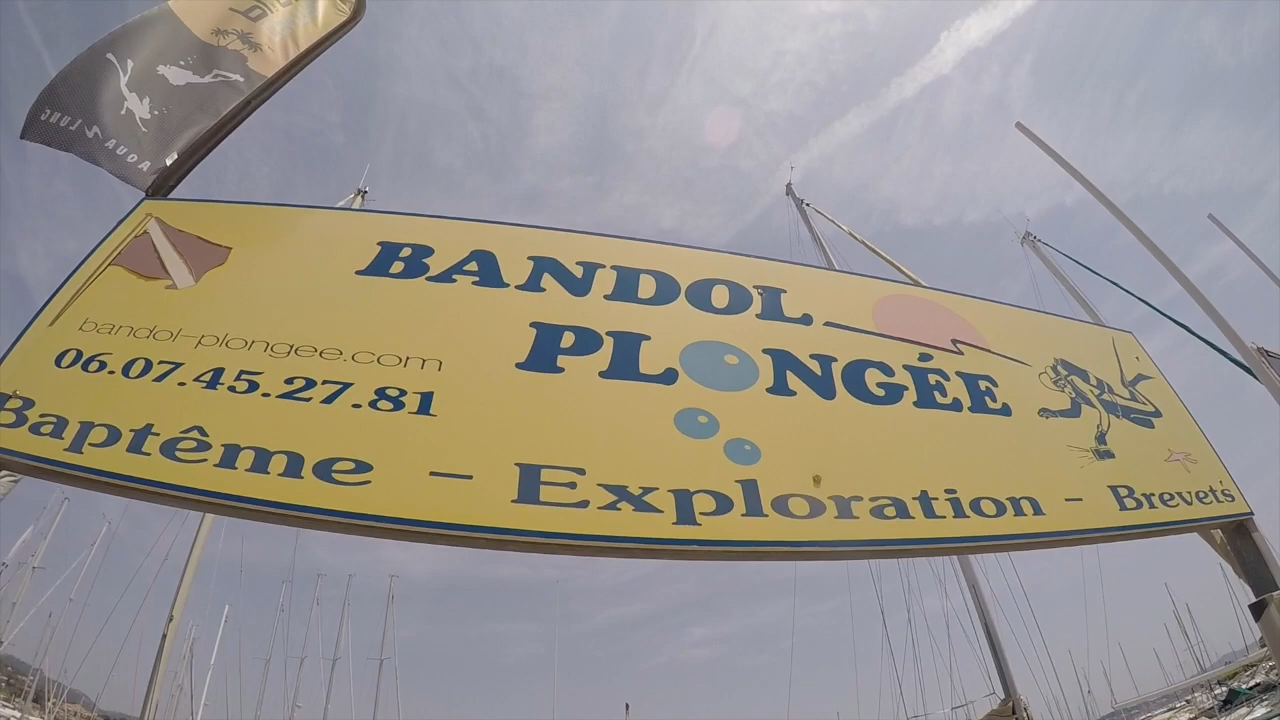 AQUA LUNG
BANDOL
PLONGÉE
bandol-plongee.com
06.07.45.27.81
Baptême - Exploration - Brevets